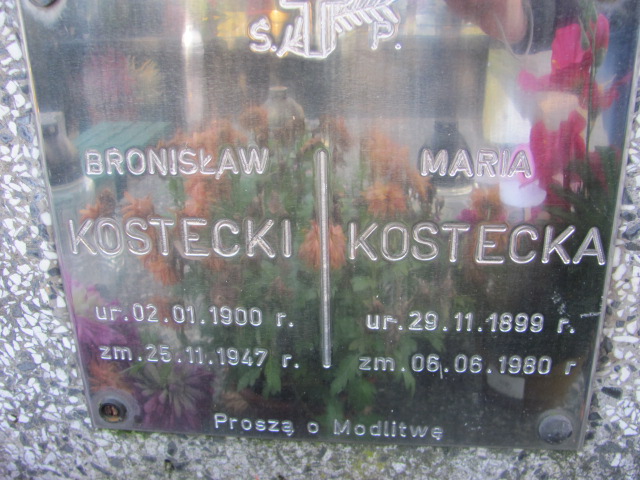 Ś. P.
BRONISŁAW
KOSTECKI
ur. 02.01.1900 r.
zm. 25.11.1947 r.
MARIA
KOSTECKA
ur. 29.11.1899 r.
zm. 06.06.1980 r
Proszą o Modlitwę